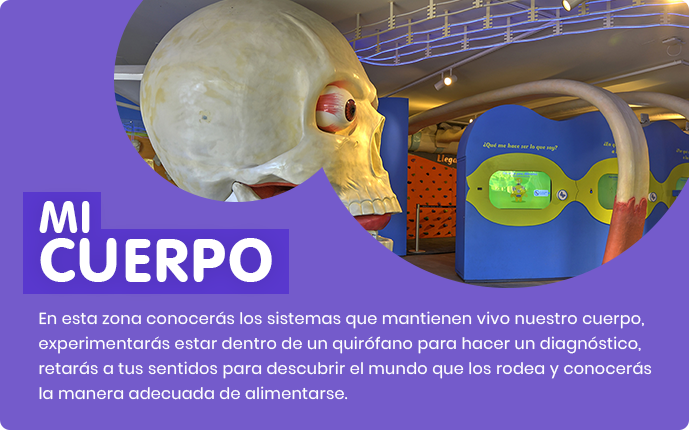 ¿Qué me hace ser lo que soy?
Llega
MI
CUERPO
En esta zona conocerás los sistemas que mantienen vivo nuestro cuerpo,
experimentarás estar dentro de un quirófano para hacer un diagnóstico,
retarás a tus sentidos para descubrir el mundo que los rodea y conocerás
la manera adecuada de alimentarse.